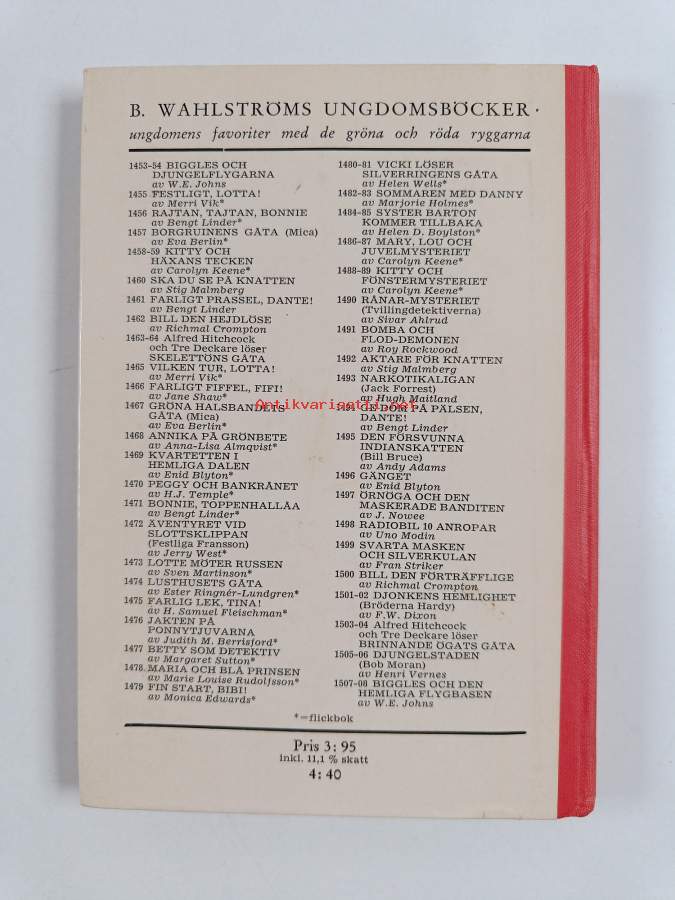 B. WAHLSTRÖMS UNGDOMSBÖCKER ·
ungdomens favoriter med de gröna och röda ryggarna
1453-54 BIGGLES OCH
DJUNGELFLYGARNA
av W.E. Johns
1455 FESTLIGT, LOTTA!
av Merri Vik*
1456 RAJTAN, TAJTAN, BONNIE
av Bengt Linder*
1457 BORGRUINENS GÅTA (Mica)
av Eva Berlin*
1458-59 KITTY OCH
HÄXANS TECKEN
av Carolyn Keene*
1460 SKA DU SE PÅ KNATTEN
av Stig Malmberg
1461 FARLIGT PRASSEL, DANTE!
av Bengt Linder
1462 BILL DEN HEJDLÖSE
av Richmal Crompton
1463-64 Alfred Hitchcock
och Tre Deckare löser
SKELETTÖNS GÅTA
1465 VILKEN TUR, LOTTA!
av Merri Vik*
1466 FARLIGT FIFFEL, FIFI!
av Jane Shaw*
1467 GRÖNA HALSBANDETS
GÅTA (Mica)
av Eva Berlin*
1468 ANNIKA PÅ GRÖNBETE
av Anna-Lisa Almqvist*
1469 KVARTETTEN I
HEMLIGA DALEN
av Enid Blyton*
1470 PEGGY OCH BANKRÅNET
av H.J. Temple*
1471 BONNIE, TOPPENHALLÅA
av Bengt Linder*
1472 ÄVENTYRET VID
SLOTTSKLIPPAN
(Festliga Fransson)
av Jerry West*
1473 LOTTE MÖTER RUSSEN
av Sven Martinson*
1474 LUSTHUSETS GÅTA
av Ester Ringnér-Lundgren*
1475 FARLIG LEK, TINA!
av H. Samuel Fleischman*
1476 JAKTEN PÅ
PONNYTJUVARNA
av Judith M. Berrisford*
1477 BETTY SOM DETEKTIV
av Margaret Sutton*
1478 MARIA OCH BLÅ PRINSEN
av Marie Louise Rudolfsson*
1479 FIN START, BIBI!
av Monica Edwards*
1480-81 VICKI LÖSER
SILVERRINGENS GÅTA
av Helen Wells*
1482-83 SOMMAREN MED DANNY
av Marjorie Holmes*
1484-85 SYSTER BARTON
KOMMER TILLBAKA
av Helen D. Boylston*
1486-87 MARY, LOU OCH
JUVELMYSTERIET
av Carolyn Keene*
1488-89 KITTY OCH
FÖNSTERMYSTERIET
av Carolyn Keene*
1490 RÅNAR-MYSTERIET
(Tvillingdetektiverna)
av Sivar Ahlrud
1491 BOMBA OCH
FLOD-DEMONEN
av Roy Rockwood
1492 AKTARE FÖR KNATTEN
av Stig Malmberg
1493 NARKOTIKALIGAN
(Jack Forrest)
av Hugh Maitland
1494 GE DOM PÅ PÄLSEN,
DANTE!
av Bengt Linder
1495 DEN FÖRSVUNNA
INDIANSKATTEN
(Bill Bruce)
av Andy Adams
1496 GÄNGET
av Enid Blyton
1497 ÖRNÖGA OCH DEN
MASKERADE BANDITEN
av J. Nowee
1498 RADIOBIL 10 ANROPAR
av Uno Modin
1499 SVARTA MASKEN
OCH SILVERKULAN
av Fran Striker
1500 BILL DEN FÖRTRÄFFLIGE
av Richmal Crompton
1501-02 DJONKENS HEMLIGHET
(Bröderna Hardy)
av F.W. Dixon
1503-04 Alfred Hitchcock
och Tre Deckare löser
BRINNANDE ÖGATS GÅTA
1505-06 DJUNGELSTADEN
(Bob Moran)
av Henri Vernes
1507-08 BIGGLES OCH DEN
HEMLIGA FLYGBASEN
av W.E. Johns
*=flickbok
Pris 3:95
inkl. 11,1 % skatt
4:40
Antikvariaatti.net